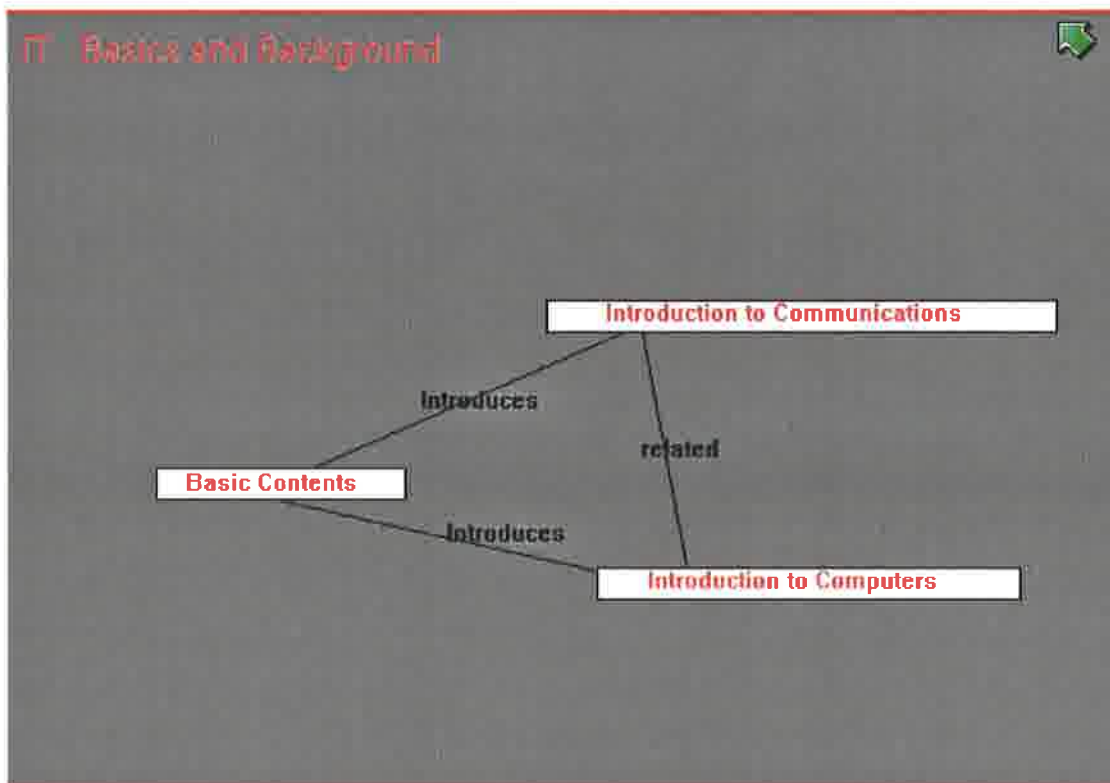 IT Basics and Background
Introduction to Communications
Introduces
related
Basic Contents
Introduces
Introduction to Computers